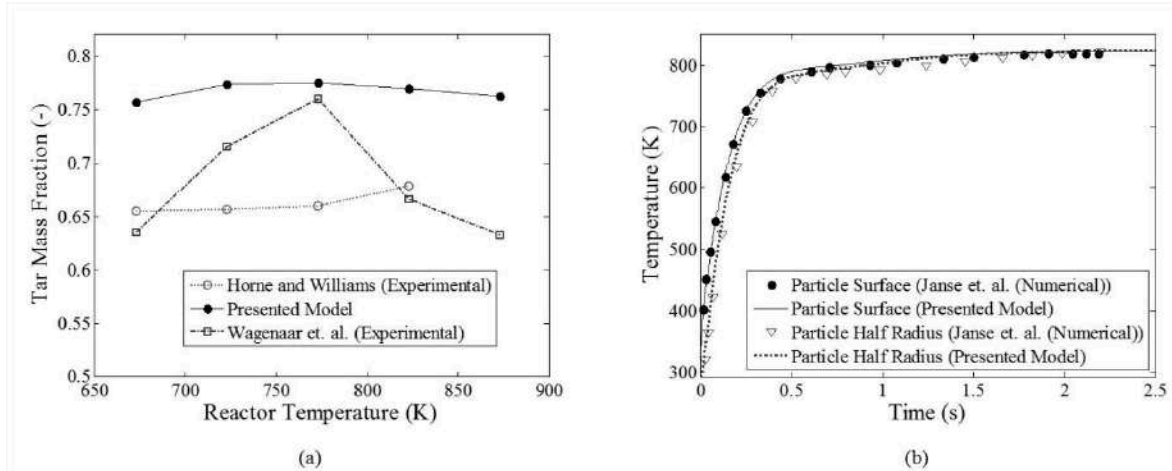 0.8
0.75
0.7
0.65
0.6
0.55
0.5
650
700
750
800
850
900
Tar Mass Fraction (-)
Reactor Temperature (K)
Horne and Williams (Experimental)
Presented Model
Wagenaar et. al. (Experimental)
(a)
800
700
600
500
400
300
0
0.5
1
1.5
2
2.5
Temperature (K)
Time (s)
Particle Surface (Janse et. al. (Numerical))
Particle Surface (Presented Model)
Particle Half Radius (Janse et. al. (Numerical))
Particle Half Radius (Presented Model)
(b)